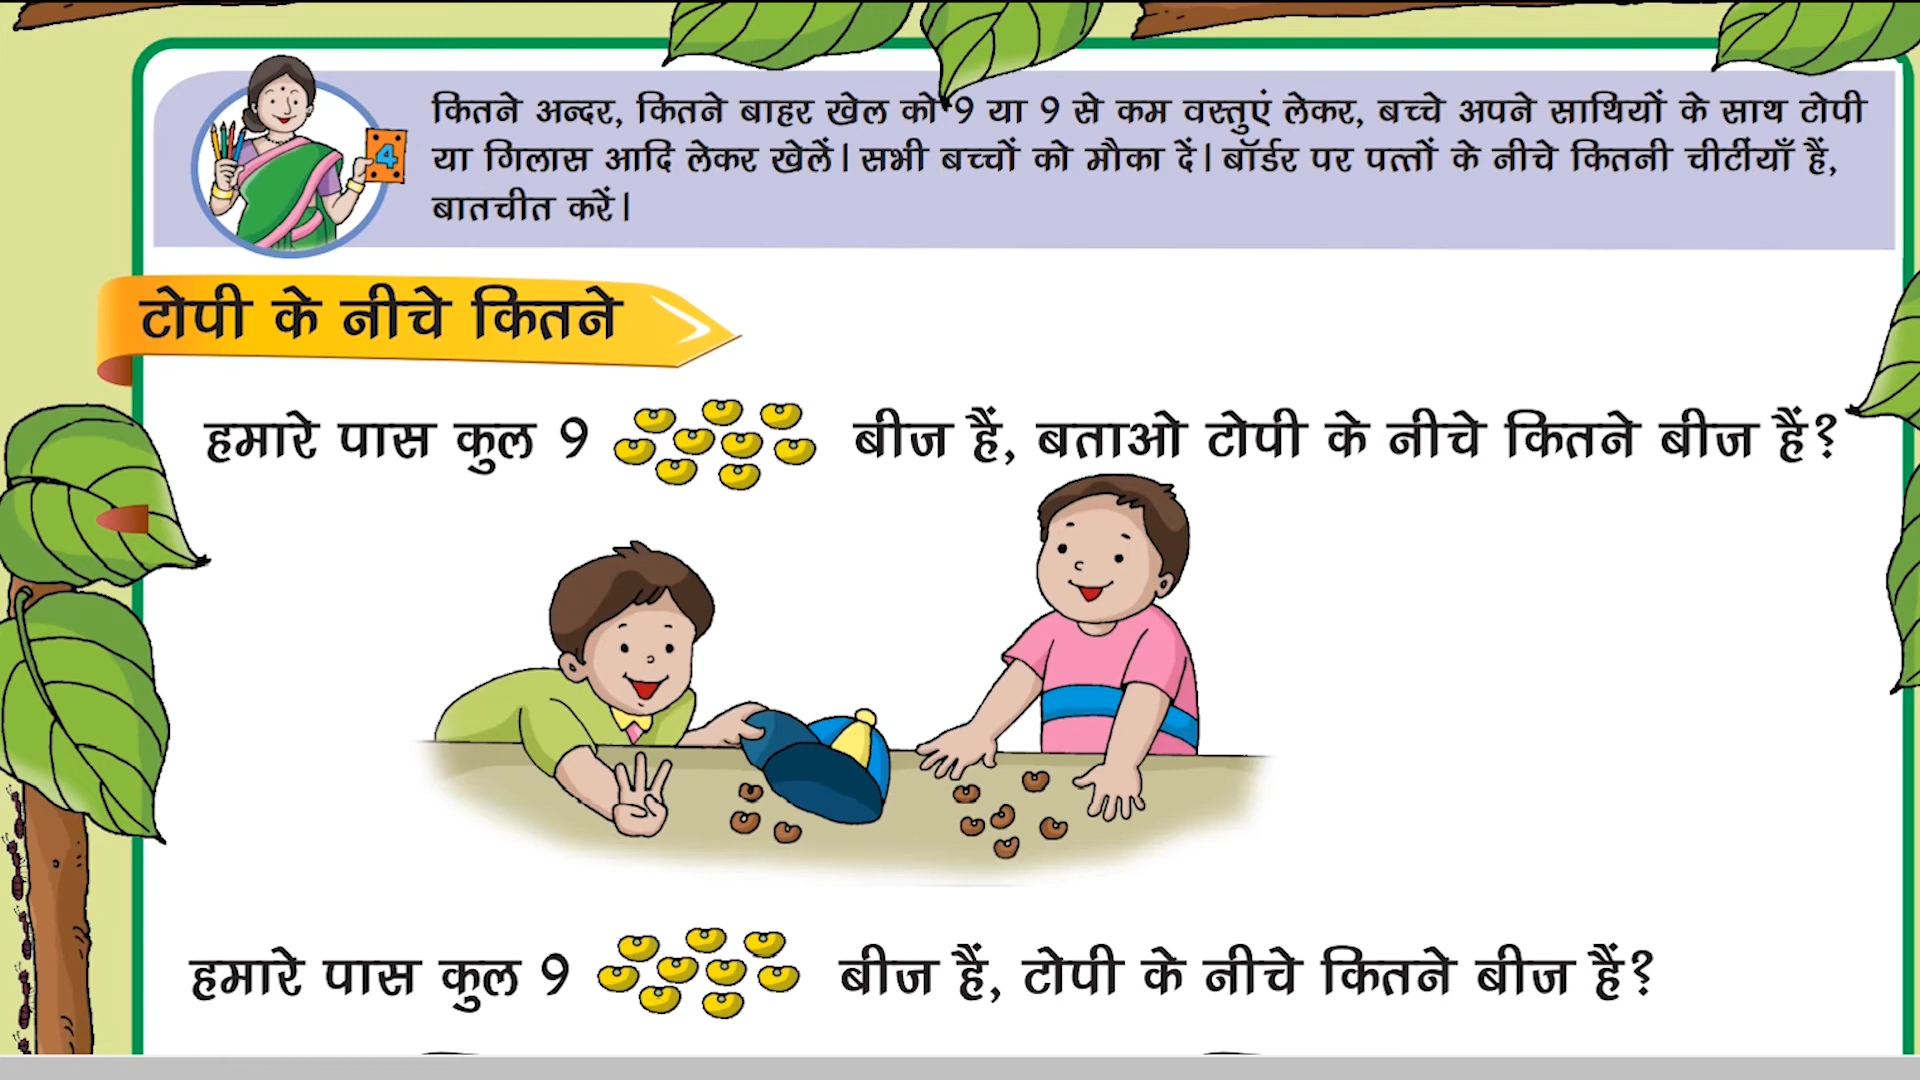 कितने अन्दर, कितने बाहर खेल को 9 या 9 से कम वस्तुएं लेकर, बच्चे अपने साथियों के साथ टोपी
या गिलास आदि लेकर खेलें। सभी बच्चों को मौका दें। बॉर्डर पर पत्तों के नीचे कितनी चीटींयाँ हैं,
बातचीत करें।
4
टोपी के नीचे कितने
हमारे पास कुल 9 बीज हैं, बताओ टोपी के नीचे कितने बीज हैं?
हमारे पास कुल 9 बीज हैं, टोपी के नीचे कितने बीज हैं?